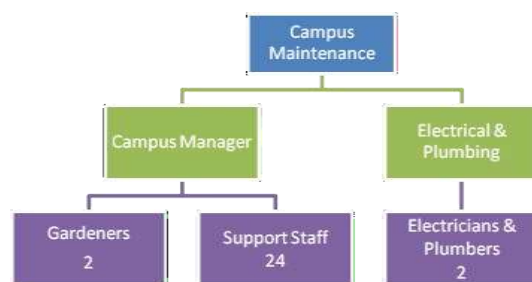 Campus
Maintenance
Campus Manager
Electrical &
Plumbing
Gardeners
2
Support Staff
24
Electricians
& Plumbers
2